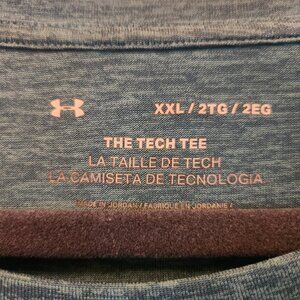 XXL / 2TG / 2EG
THE TECH TEE
LA TAILLE DE TECH
LA CAMISETA DE TECNOLOGIA
MADE IN JORDAN / FABRIQUÉ EN JORDANIE /